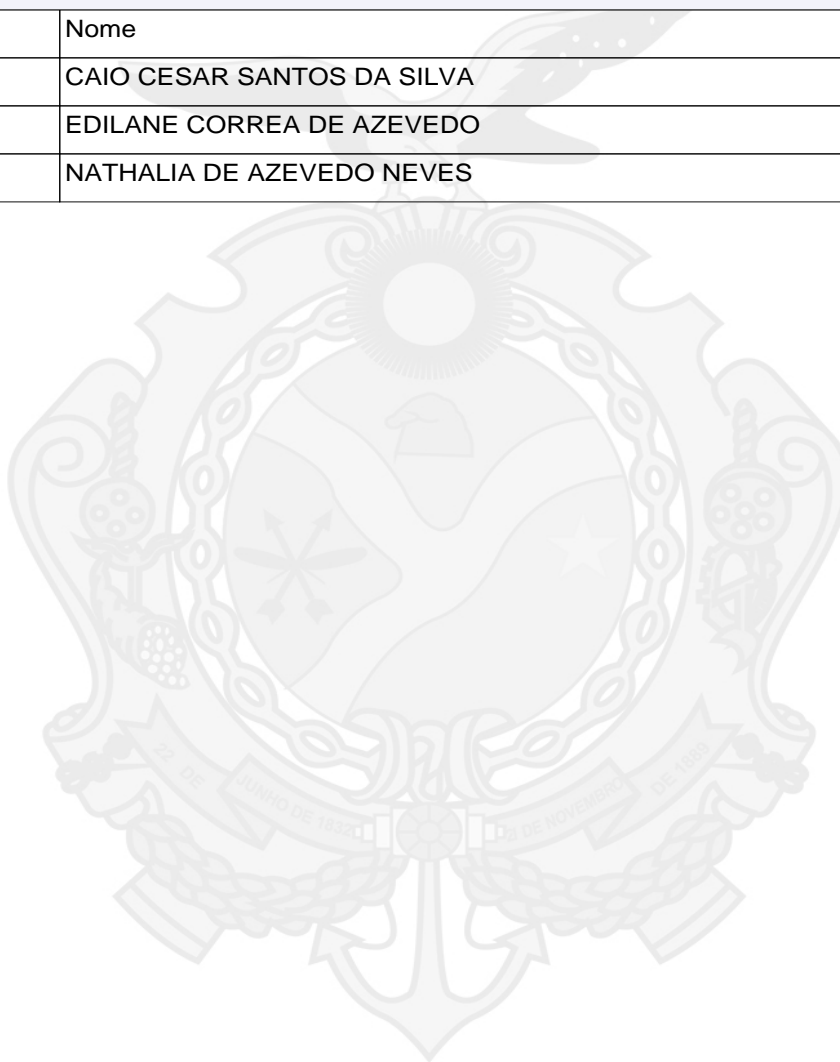 Nome
CAIO CESAR SANTOS DA SILVA
EDILANE CORREA DE AZEVEDO
NATHALIA DE AZEVEDO NEVES
22 DE JUNHO DE 1832 21 DE NOVEMBRO DE 1889